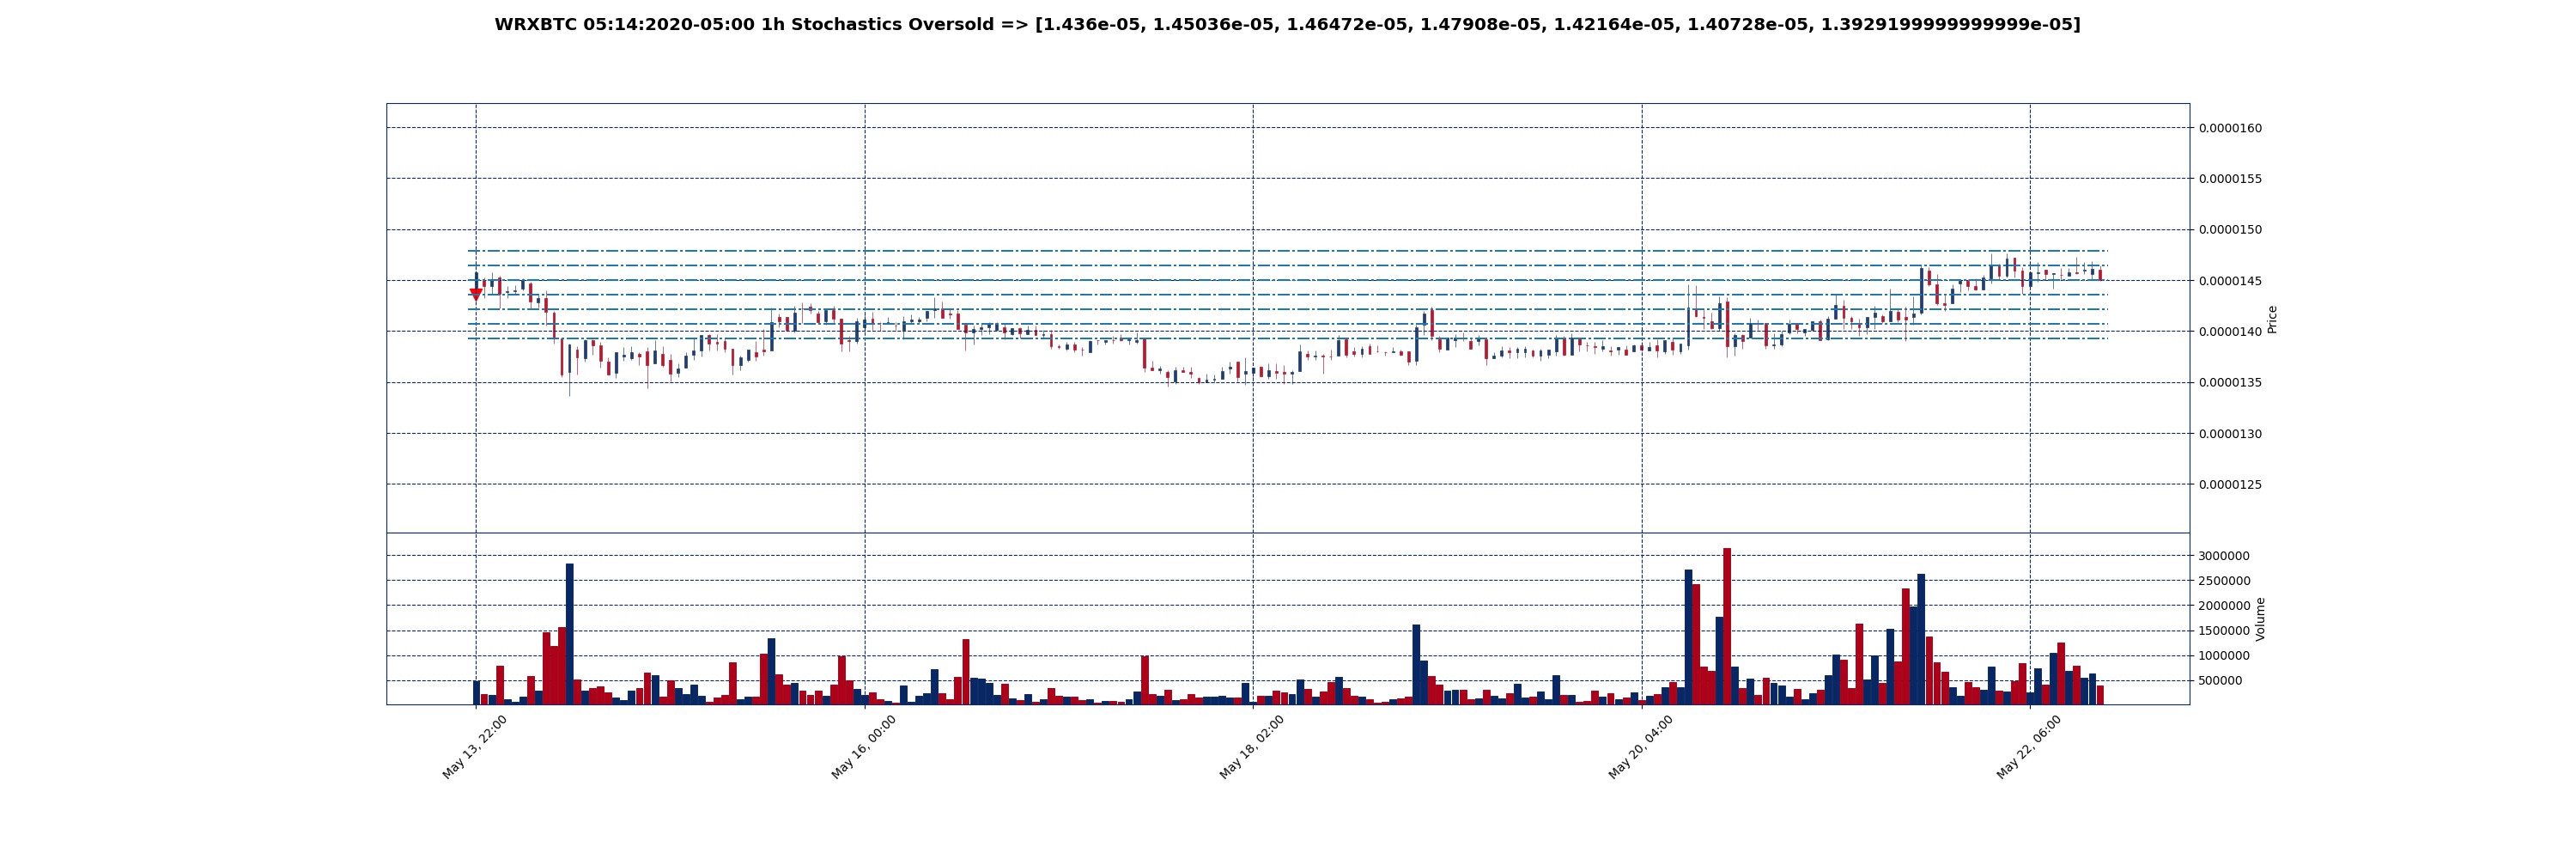 WRXBTC 05:14:2020-05:00 1h Stochastics Oversold => [1.436e-05, 1.45036e-05, 1.46472e-05, 1.47908e-05, 1.42164e-05, 1.40728e-05, 1.3929199999999999e-05]
0.0000160
0.0000155
0.0000150
0.0000145
0.0000140
0.0000135
0.0000130
0.0000125
Price
3000000
2500000
2000000
1500000
1000000
500000
Volume
May 13, 22:00
May 16, 00:00
May 18, 02:00
May 20, 04:00
May 22, 06:00